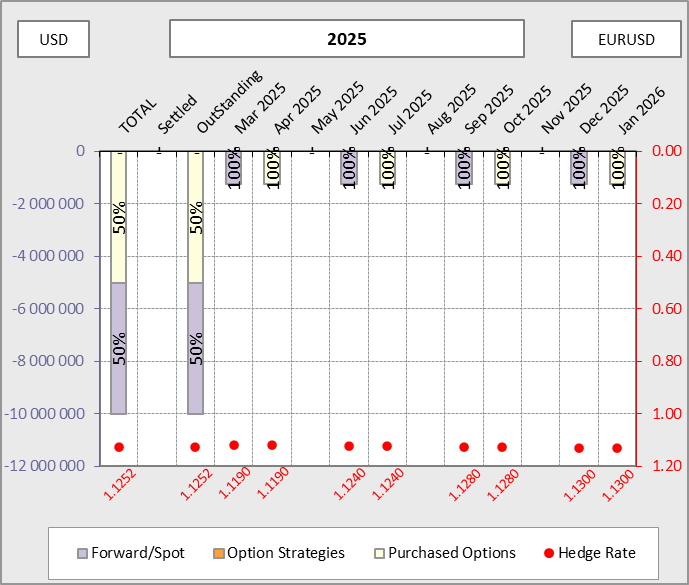 USD
2025
EURUSD
TOTAL
Settled
OutStanding
Mar 2025
Apr 2025
May 2025
Jun 2025
Jul 2025
Aug 2025
Sep 2025
Oct 2025
Nov 2025
Dec 2025
Jan 2026
0
-2 000 000
-4 000 000
-6 000 000
-8 000 000
-10 000 000
-12 000 000
50%
50%
50%
50%
100%
100%
100%
100%
100%
100%
100%
100%
0.00
0.20
0.40
0.60
0.80
1.00
1.20
1.1252
1.1252
1.1190
1.1190
1.1240
1.1240
1.1280
1.1280
1.1300
1.1300
Forward/Spot
Option Strategies
Purchased Options
Hedge Rate